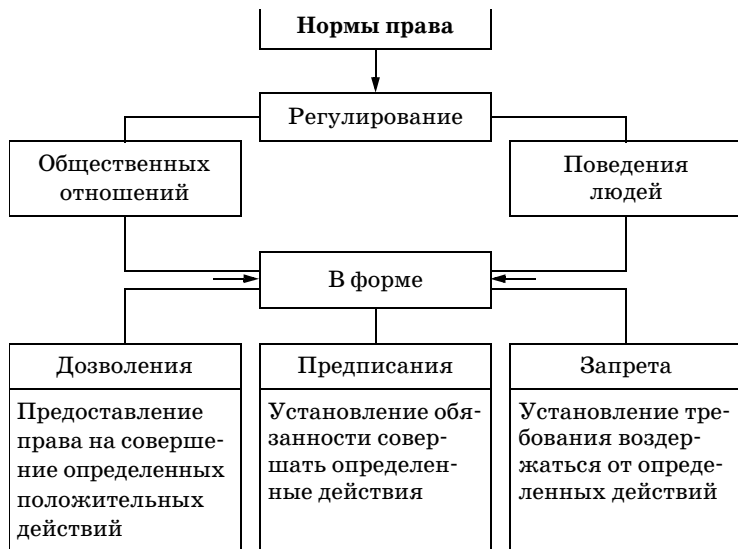 Нормы права
Регулирование
Общественных
отношений
Поведения
людей
В форме
Дозволения
Предоставление
права на соверше-
ние определенных
положительных
действий
Предписания
Установление обя-
занности совер-
шать определен-
ные действия
Запрета
Установление тре-
бования воздер-
жаться от опреде-
ленных действий